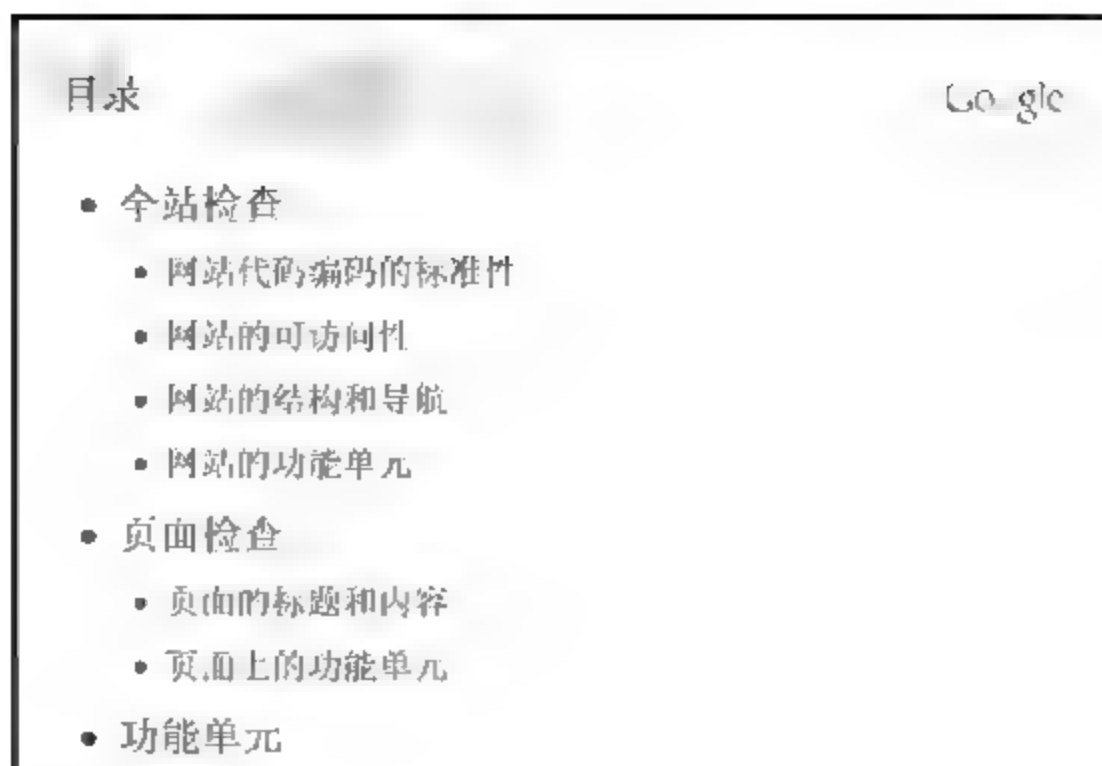 目录
Google
• 全站检查
• 网站代码编码的标准性
• 网站的可访问性
• 网站的结构和导航
• 网站的功能单元
• 页面检查
• 页面的标题和内容
• 页面上的功能单元
• 功能单元